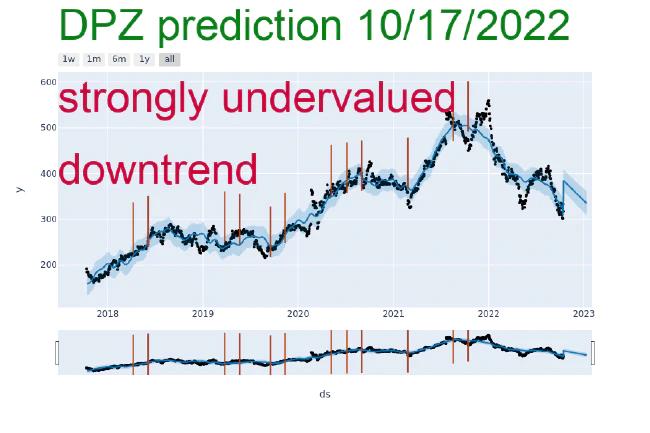 DPZ prediction 10/17/2022
1w 1m 6m 1y all
strongly undervalued
downtrend
600
500
400
300
200
y
2018 2019 2020 2021 2022 2023
ds